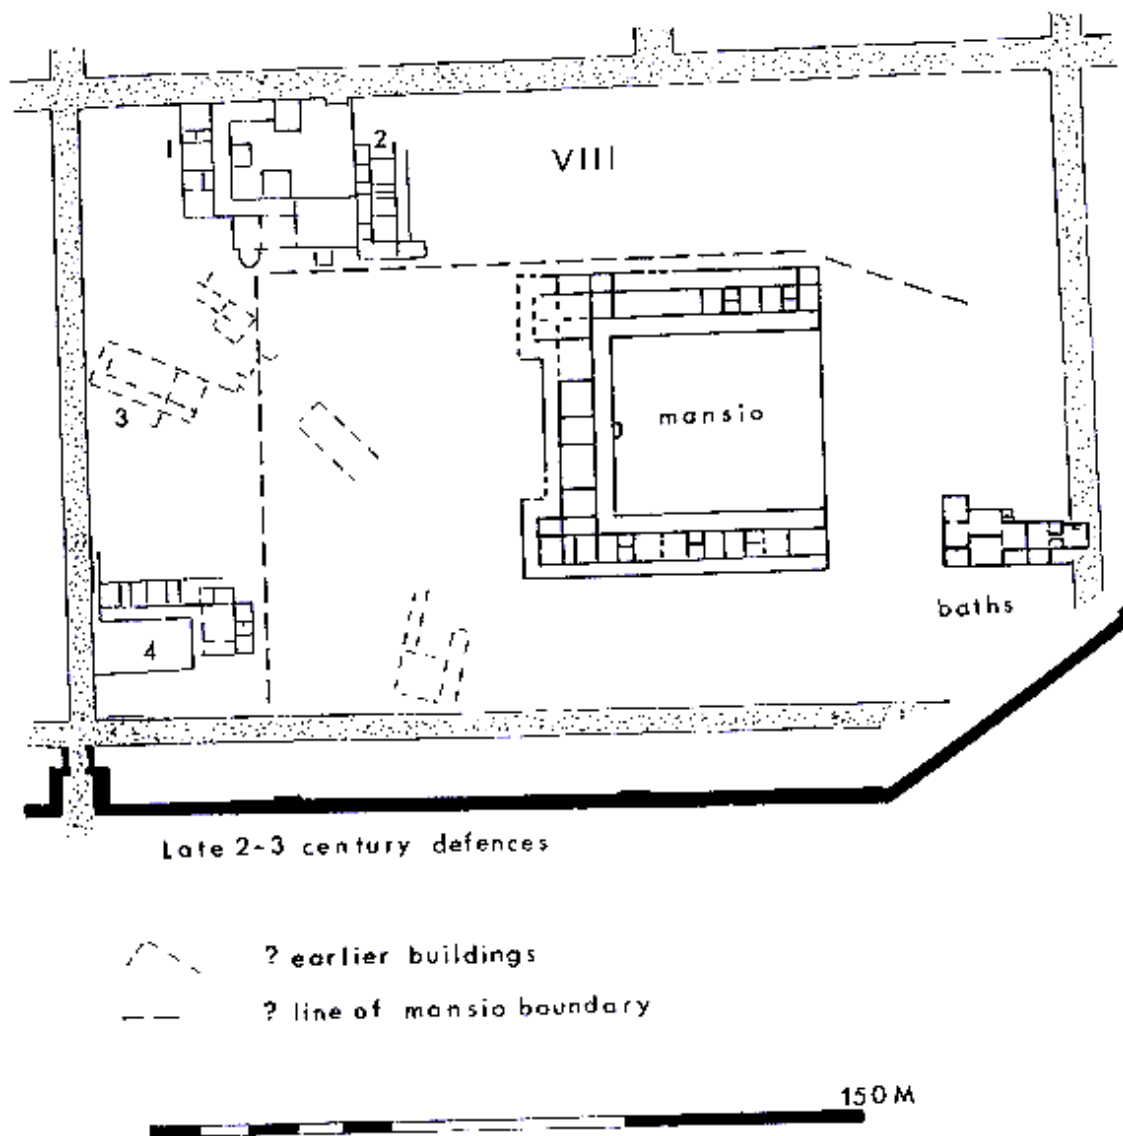 1
2
VIII
mansio
3
baths
4
Late 2-3 century defences
? earlier buildings
? line of mansio boundary
150 M